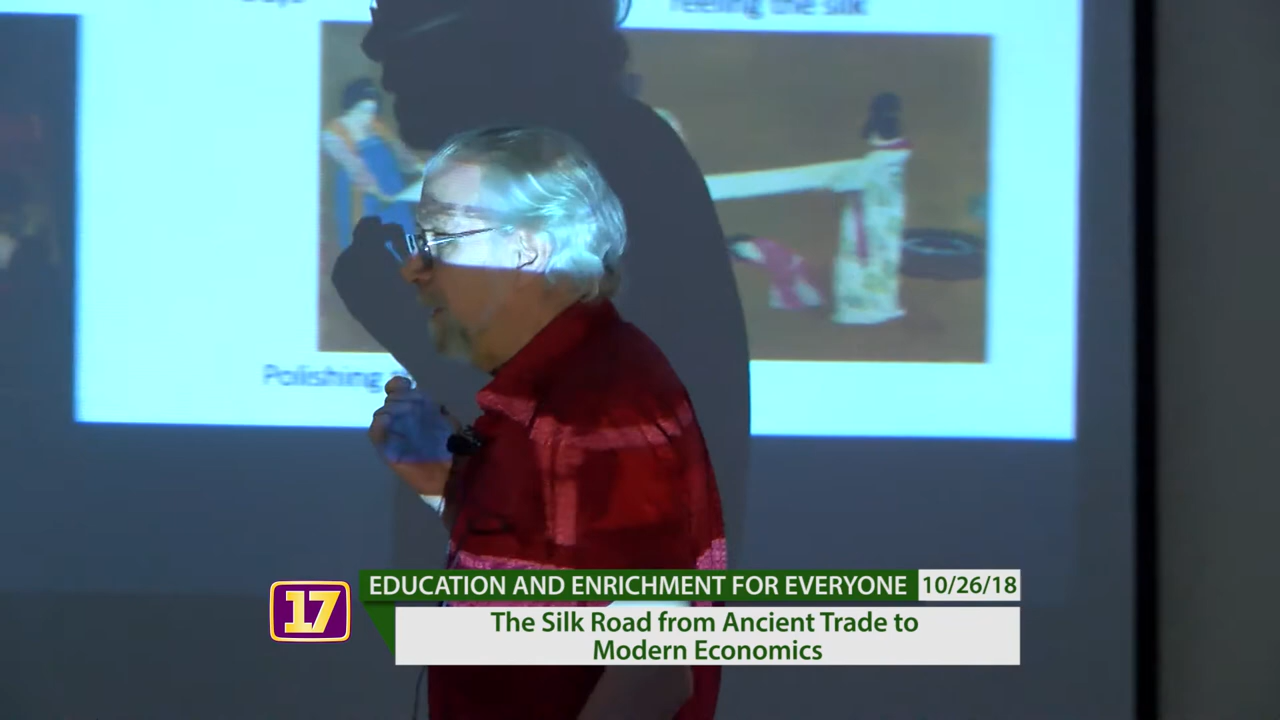 feeling the silk
Polishing
17
EDUCATION AND ENRICHMENT FOR EVERYONE 10/26/18
The Silk Road from Ancient Trade to
Modern Economics